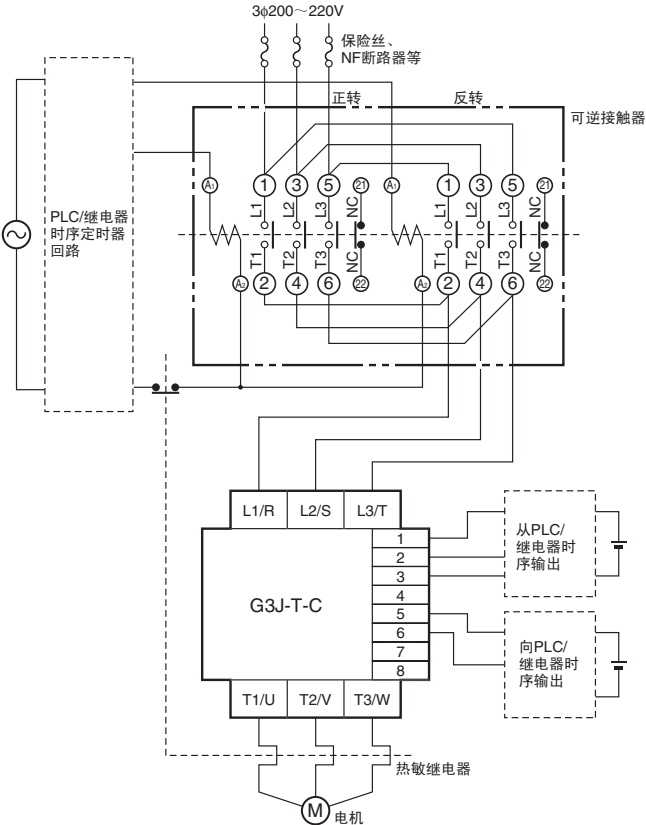 3φ200～220V
保险丝、
NF断路器等
正转
反转
可逆接触器
A1 1 3 5 21 A1 1 3 5 21
L1 L2 L3 NC L1 L2 L3 NC
PLC/继电器
时序定时器
回路
T1 T2 T3 NC T1 T2 T3 NC
A2 2 4 6 22 A2 2 4 6 22
L1/R L2/S L3/T
1
2
3
4
5
6
7
8
G3J-T-C
从PLC/
继电器时
序输出
向PLC/
继电器时
序输出
T1/U T2/V T3/W
热敏继电器
M
电机